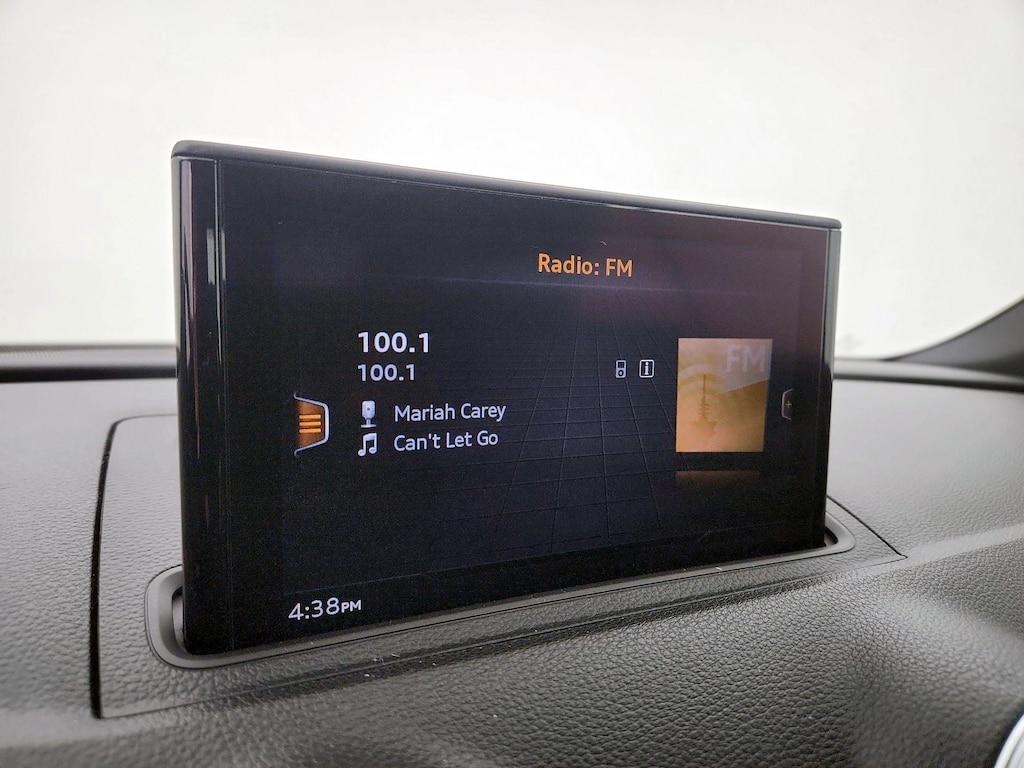 Radio: FM
100.1
100.1
i
FM
Mariah Carey
Can't Let Go
4:38PM